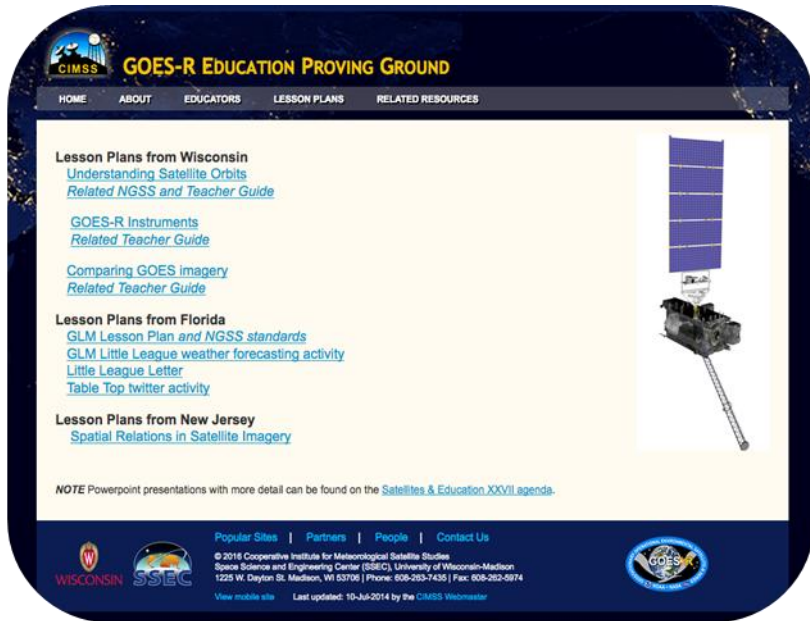 CIMSS
GOES-R EDUCATION PROVING GROUND
HOME ABOUT EDUCATORS LESSON PLANS RELATED RESOURCES
Lesson Plans from Wisconsin
Understanding Satellite Orbits
Related NGSS and Teacher Guide
GOES-R Instruments
Related Teacher Guide
Comparing GOES imagery
Related Teacher Guide
Lesson Plans from Florida
GLM Lesson Plan and NGSS standards
GLM Little League weather forecasting activity
Little League Letter
Table Top twitter activity
Lesson Plans from New Jersey
Spatial Relations in Satellite Imagery
NOTE Powerpoint presentations with more detail can be found on the Satellites & Education XXVII agenda.
Popular Sites | Partners | People | Contact Us
© 2016 Cooperative Institute for Meteorological Satellite Studies
Space Science and Engineering Center (SSEC), University of Wisconsin-Madison
1225 W. Dayton St. Madison, WI 53706 | Phone: 608-263-7435 | Fax: 608-262-5974
View mobile site Last updated: 10-Jul-2014 by the CIMSS Webmaster
W
WISCONSIN
SSEC
GOES-R